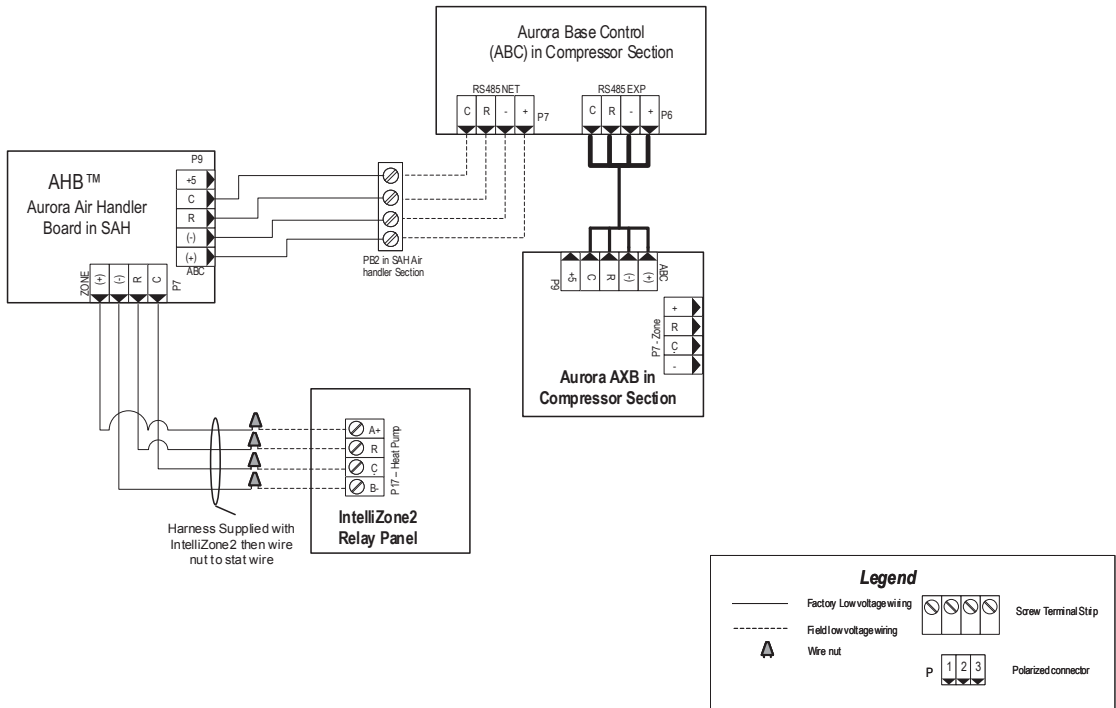 Aurora Base Control
(ABC) in Compressor Section
RS485 NET
RS485 EXP
C R - +
P7
C R - +
P6
P9
AHB™
Aurora Air Handler
Board in SAH
+5
C
R
(-)
(+)
ABC
ZONE
(+) (-) R C
P7
PB2 in SAH Air
handler Section
P9
+5 C R (-) (+)
ABC
P7 - Zone
+
R
C
-
Aurora AXB in
Compressor Section
A+
R
C
B-
P17 – Heat Pump
IntelliZone2
Relay Panel
Harness Supplied with
IntelliZone2 then wire
nut to stat wire
Legend
Factory Low voltage wiring
Field low voltage wiring
Wire nut
Screw Terminal Strip
P 1 2 3
Polarized connector